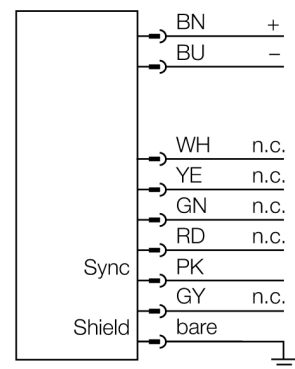 BN +
BU –
WH n.c.
YE n.c.
GN n.c.
RD n.c.
Sync PK
GY n.c.
Shield bare